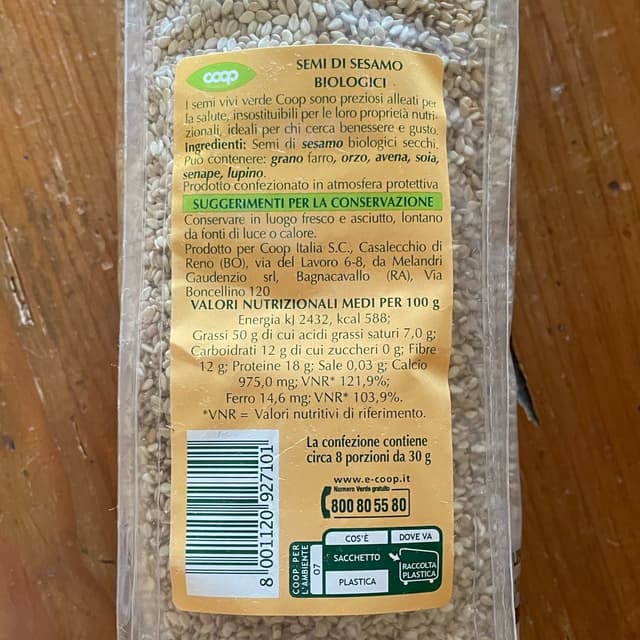 coop
SEMI DI SESAMO
BIOLOGICI
I semi vivi verde Coop sono preziosi alleati per
la salute, insostituibili per le loro proprietà nutri-
zionali, ideali per chi cerca benessere e gusto.
Ingredienti: Semi di sesamo biologici secchi.
Può contenere: grano farro, orzo, avena, soia,
senape, lupino.
Prodotto confezionato in atmosfera protettiva
SUGGERIMENTI PER LA CONSERVAZIONE
Conservare in luogo fresco e asciutto, lontano
da fonti di luce o calore.
Prodotto per Coop Italia S.C., Casalecchio di
Reno (BO), via del Lavoro 6-8, da Melandri
Gaudenzio srl, Bagnacavallo (RA), Via
Boncellino 120
VALORI NUTRIZIONALI MEDI PER 100 g
Energia kJ 2432, kcal 588;
Grassi 50 g di cui acidi grassi saturi 7,0 g;
Carboidrati 12 g di cui zuccheri 0 g; Fibre
12 g; Proteine 18 g; Sale 0,03 g; Calcio
975,0 mg; VNR* 121,9%;
Ferro 14,6 mg; VNR* 103,9%.
*VNR = Valori nutritivi di riferimento.
8 001120 927101
La confezione contiene
circa 8 porzioni da 30 g
www.e-coop.it
Numero Verde gratuito
800 80 55 80
COOP PER
L'AMBIENTE
07
COS'È
DOVE VA
SACCHETTO
PLASTICA
RACCOLTA
PLASTICA